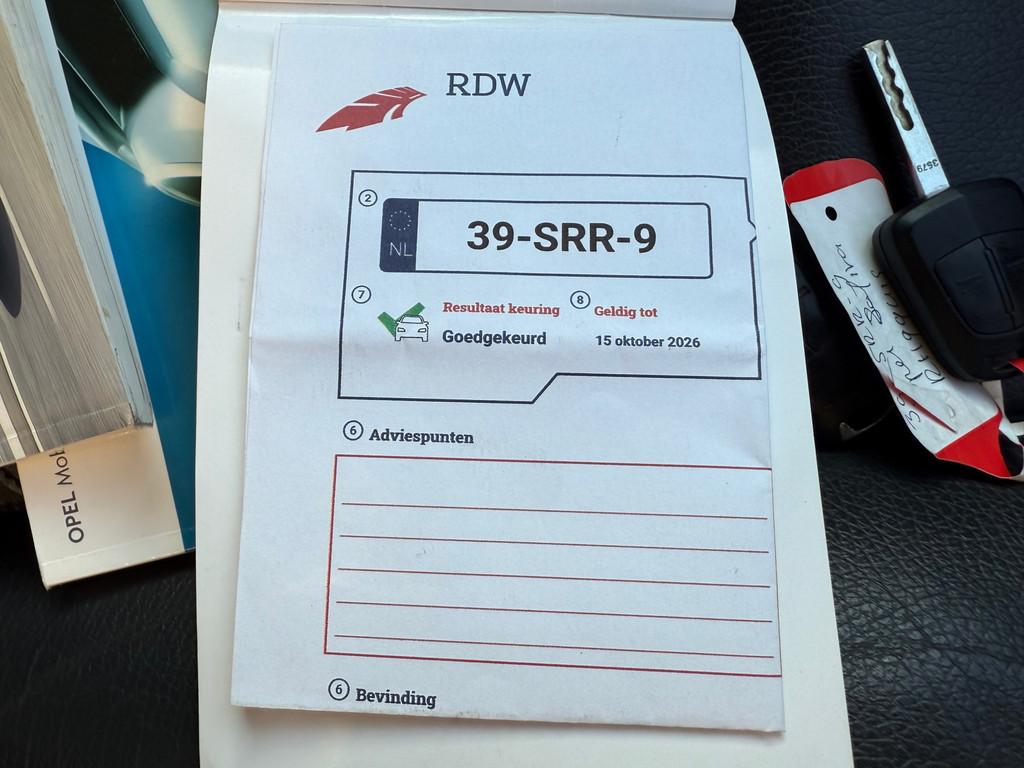 RDW
2
NL
39-SRR-9
7
Resultaat keuring
Goedgekeurd
8
Geldig tot
15 oktober 2026
6 Adviespunten
6 Bevinding
OPEL
3579